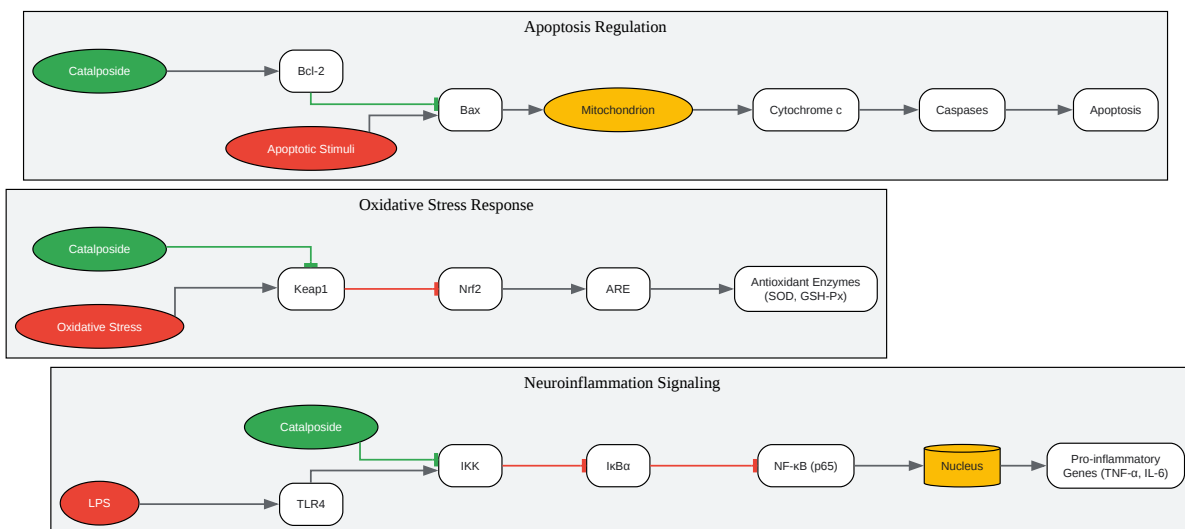 Apoptosis Regulation
Catalposide
Bcl-2
Bax
Mitochondrion
Cytochrome c
Caspases
Apoptosis
Apoptotic Stimuli
Oxidative Stress Response
Catalposide
Keap1
Nrf2
ARE
Antioxidant Enzymes
(SOD, GSH-Px)
Oxidative Stress
Neuroinflammation Signaling
Catalposide
IKK
IκBα
NF-κB (p65)
Nucleus
Pro-inflammatory
Genes (TNF-α, IL-6)
LPS
TLR4